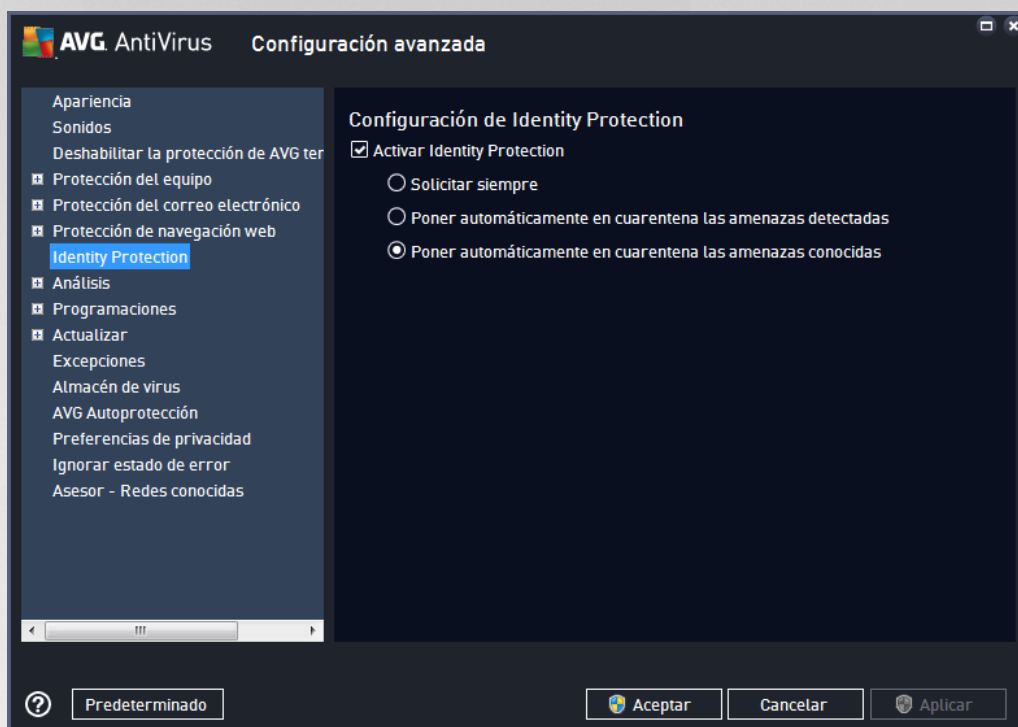 AVG. AntiVirus Configuración avanzada
Apariencia
Sonidos
Deshabilitar la protección de AVG ter
Protección del equipo
Protección del correo electrónico
Protección de navegación web
Identity Protection
Análisis
Programaciones
Actualizar
Excepciones
Almacén de virus
AVG Autoprotección
Preferencias de privacidad
Ignorar estado de error
Asesor - Redes conocidas
Configuración de Identity Protection
Activar Identity Protection
Solicitar siempre
Poner automáticamente en cuarentena las amenazas detectadas
Poner automáticamente en cuarentena las amenazas conocidas
? Predeterminado Aceptar Cancelar Aplicar